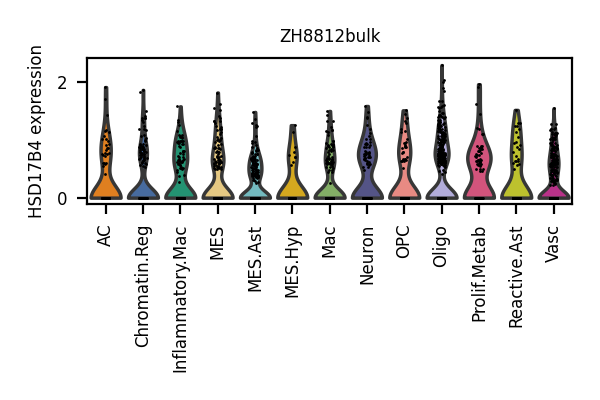 ZH8812bulk
HSD17B4 expression
2
0
AC
Chromatin.Reg
Inflammatory.Mac
MES
MES.Ast
MES.Hyp
Mac
Neuron
OPC
Oligo
Prolif.Metab
Reactive.Ast
Vasc